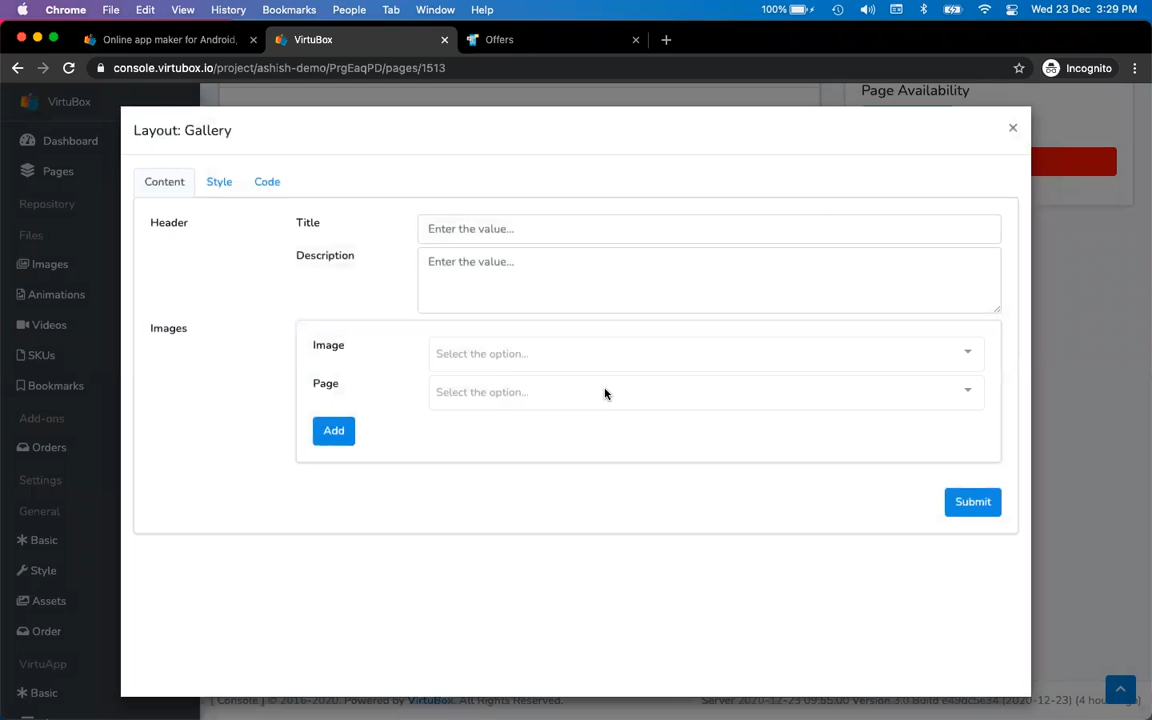 Chrome File Edit View History Bookmarks People Tab Window Help 100% Wed 23 Dec 3:29 PM
Online app maker for Android, VirtuBox Offers
console.virtubox.io/project/ashish-demo/PrgEaqPD/pages/1513 Incognito
VirtuBox
Page Availability
Layout: Gallery
Dashboard
Pages
Repository
Files
Images
Animations
Videos
SKUs
Bookmarks
Add-ons
Orders
Settings
General
Basic
Style
Assets
Order
VirtuApp
Basic
Content Style Code
Header Title Enter the value...
Description Enter the value...
Images Image Select the option...
Page Select the option...
Add
Submit
[ Console ] © 2016-2020. Powered by VirtuBox. All Rights Reserved. Server 2020-12-23 09:55:00 Version 3.0 Build (2020-12-23) (4 hour